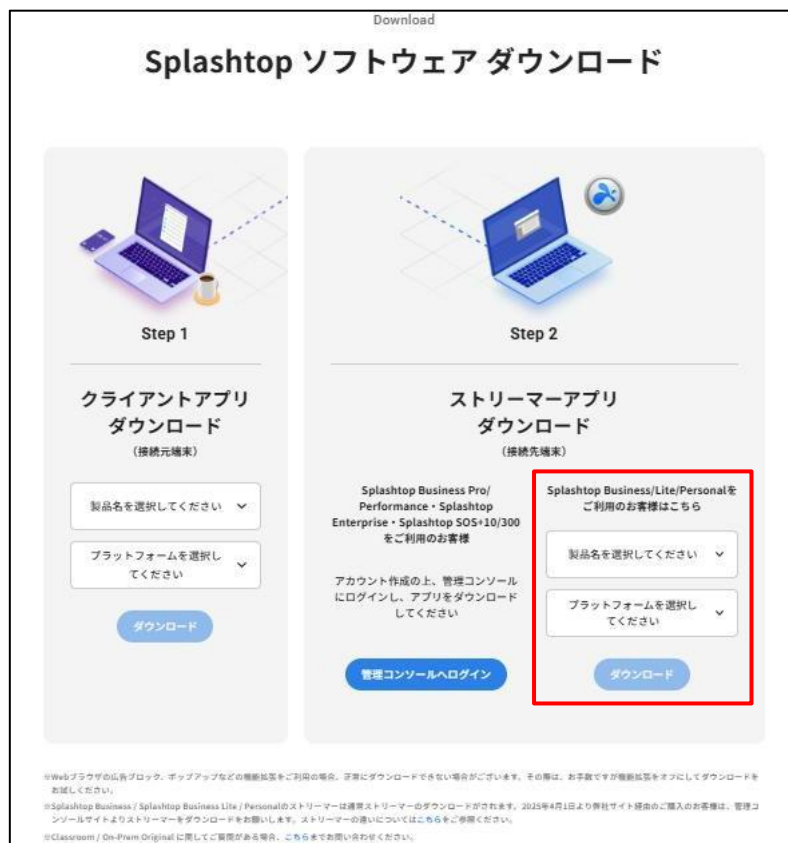 Download
Splashtop ソフトウェア ダウンロード
Step 1
クライアントアプリ
ダウンロード
（接続元端末）
製品名を選択してください
プラットフォームを選択し
てください
ダウンロード
Step 2
ストリーマーアプリ
ダウンロード
（接続先端末）
Splashtop Business Pro/
Performance・Splashtop
Enterprise・Splashtop SOS+10/300
をご利用のお客様
アカウント作成の上、管理コンソール
にログインし、アプリをダウンロード
してください
管理コンソールへログイン
Splashtop Business/Lite/Personalを
ご利用のお客様はこちら
製品名を選択してください
プラットフォームを選択し
てください
ダウンロード
※Webブラウザの広告ブロック、ポップアップなどの機能拡張をご利用の場合、正常にダウンロードできない場合がございます。その際は、お手数ですが機能拡張をオフにしてダウンロードを
お試しください。
※Splashtop Business / Splashtop Business Lite / Personalのストリーマーは通常ストリーマーのダウンロードがされます。2025年4月1日より弊社サイト経由のご購入のお客様は、管理コ
ンソールサイトよりストリーマーをダウンロードをお願いします。ストリーマーの違いについてはこちらをご参照ください。
※Classroom / On-Prem Original に関してご質問がある場合、こちらまでお問い合わせください。